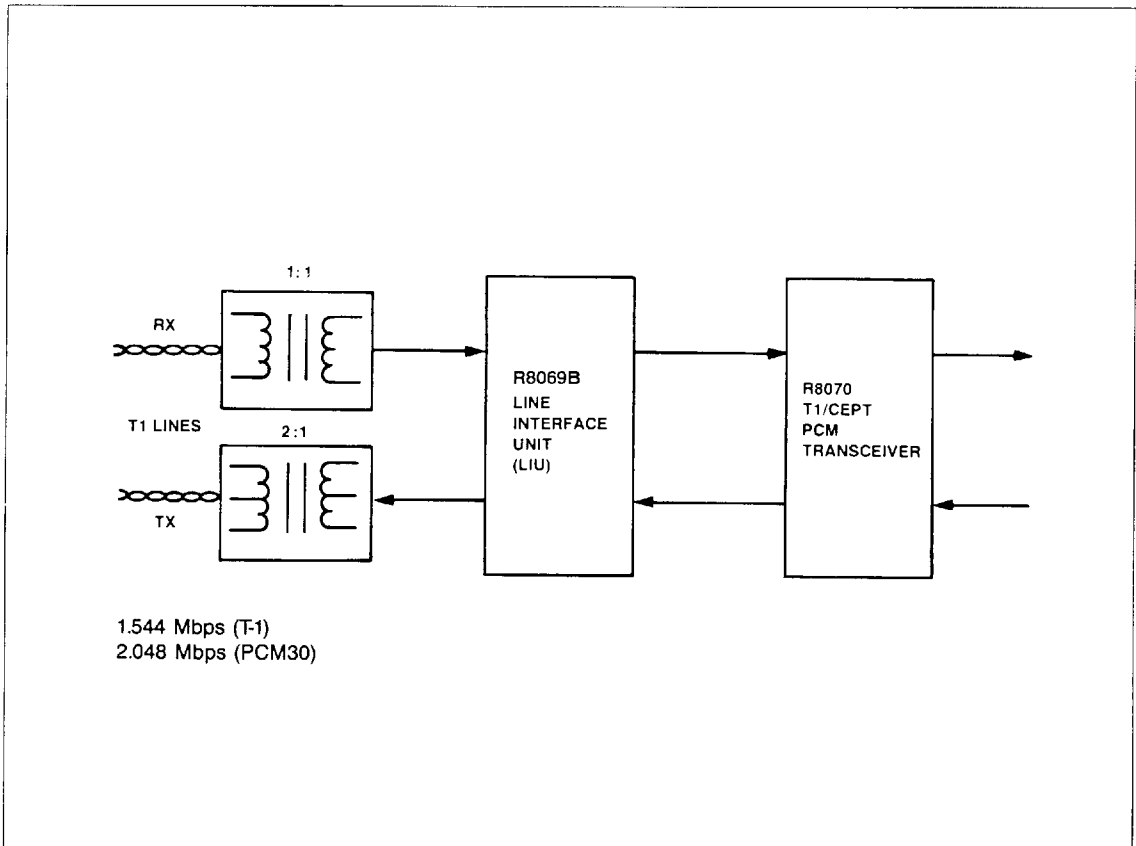 1:1
RX
T1 LINES
2:1
TX
R8069B
LINE
INTERFACE
UNIT
(LIU)
R8070
T1/CEPT
PCM
TRANSCEIVER
1.544 Mbps (T-1)
2.048 Mbps (PCM30)